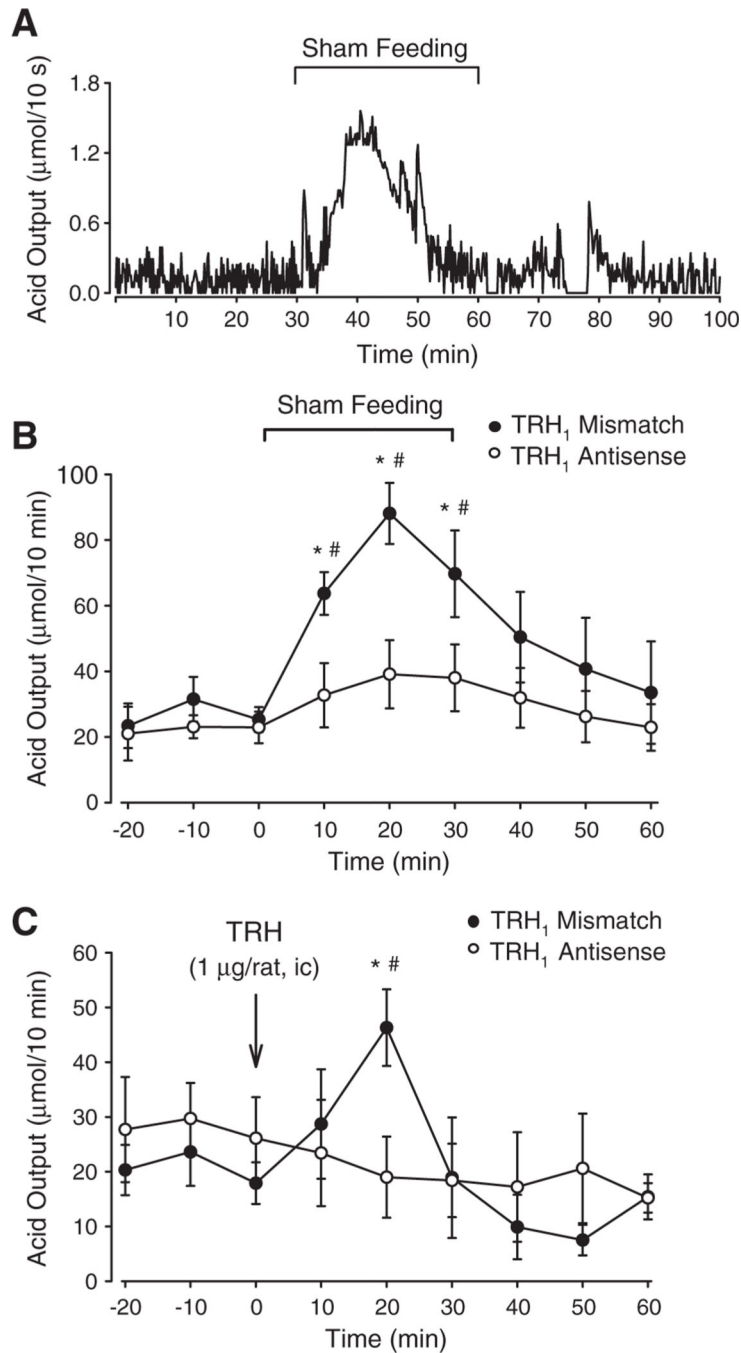 A
Sham Feeding
Acid Output (μmol/10 s)
1.8
1.2
0.6
0.0
10 20 30 40 50 60 70 80 90 100
Time (min)
B
Sham Feeding
TRH₁ Mismatch
TRH₁ Antisense
Acid Output (μmol/10 min)
100
80
60
40
20
0
* #
* #
* #
-20 -10 0 10 20 30 40 50 60
Time (min)
C
TRH₁ Mismatch
TRH₁ Antisense
TRH
(1 μg/rat, ic)
Acid Output (μmol/10 min)
60
50
40
30
20
10
0
* #
-20 -10 0 10 20 30 40 50 60
Time (min)